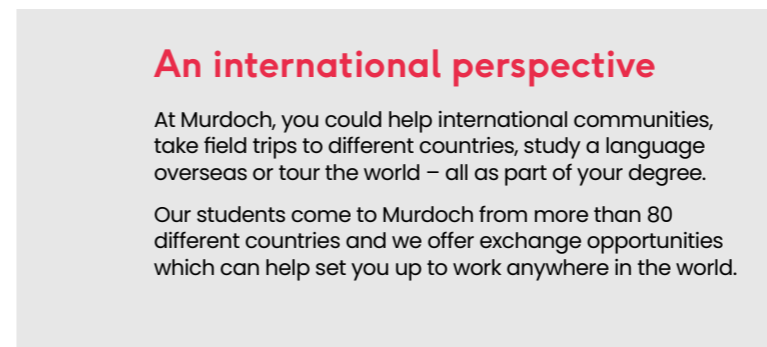 An international perspective
At Murdoch, you could help international communities,
take field trips to different countries, study a language
overseas or tour the world – all as part of your degree.
Our students come to Murdoch from more than 80
different countries and we offer exchange opportunities
which can help set you up to work anywhere in the world.